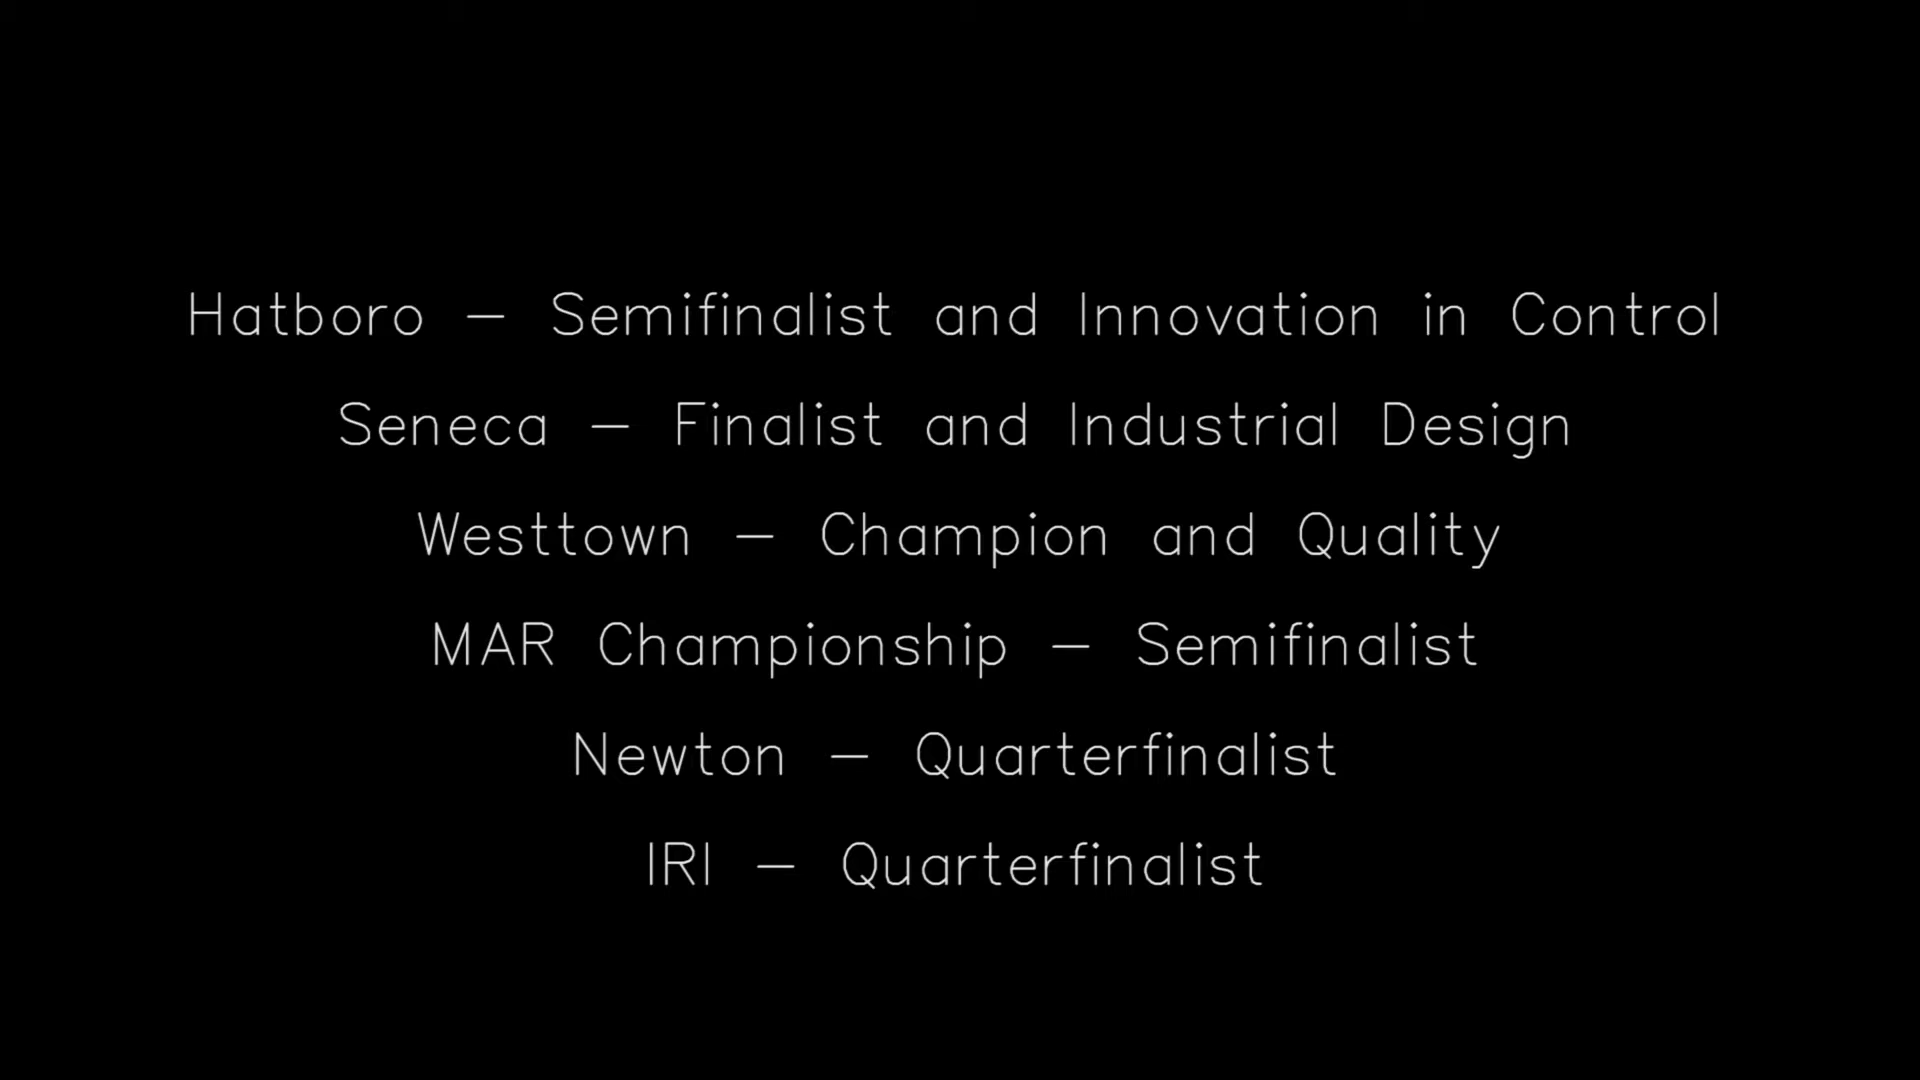 Hatboro – Semifinalist and Innovation in Control
Seneca – Finalist and Industrial Design
Westtown – Champion and Quality
MAR Championship – Semifinalist
Newton – Quarterfinalist
IRI – Quarterfinalist